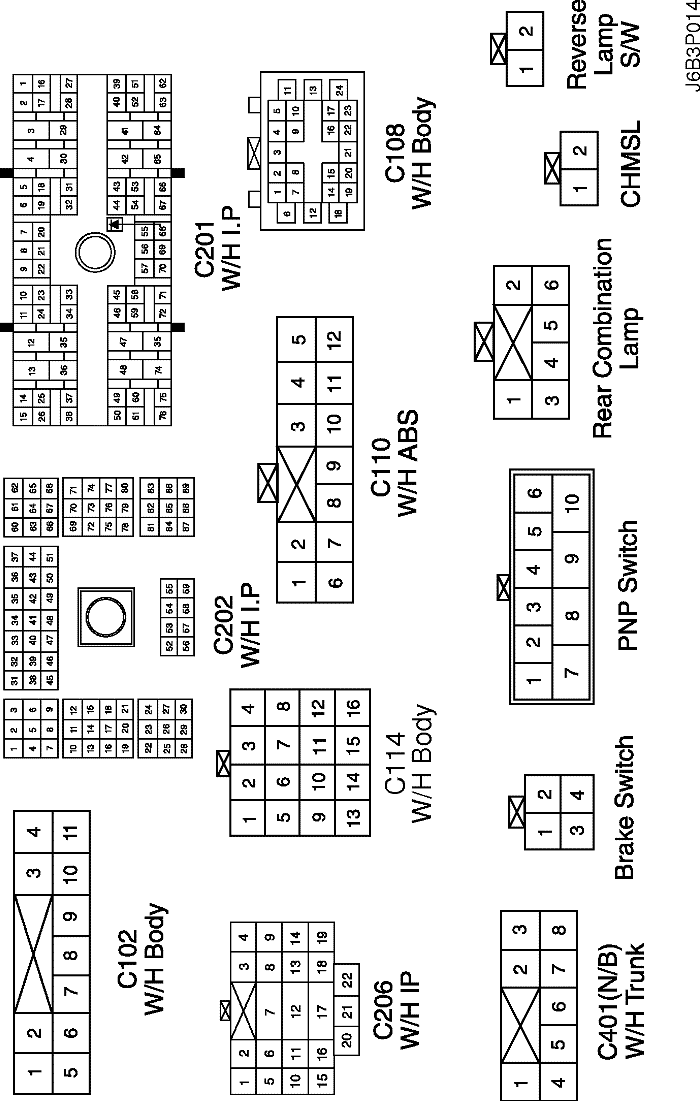 1 2 3 4
5 6 7 8 9 10 11
C102
W/H Body
1 2 3
4 5 6
7 8 9
10 11 12
13 14 15
16 17 18
19 20 21
22 23 24
25 26 27
28 29 30
31 32 33 34 35 36 37
38 39 40 41 42 43 44
45 46 47 48 49 50 51
52 53 54 55
56 57 58 59
60 61 62
63 64 65
66 67 68
69 70 71
72 73 74
75 76 77
78 79 80
81 82 83
84 85 86
87 88 89
C202
W/H I.P
15 14 13 12 11 10 9 8 7 6 5 4 3 2 1
26 25 24 23 22 21 20 19 18 17 16
38 37 36 35 34 33 32 31 30 29 28 27
50 49 48 47 46 45 44 43 42 41 40 39
61 60 59 58 57 56 55 54 53 52 51
76 75 74 35 72 71 70 69 68 67 66 65 64 63 62
C201
W/H I.P
1 2 3 4
5 6 7 8 9
10 11 12 13 14
15 16 17 18 19
20 21 22
C206
W/H IP
1 2 3 4
5 6 7 8
9 10 11 12
13 14 15 16
C114
W/H Body
1 2 3 4 5
6 7 8 9 10 11 12
C110
W/H ABS
1 2 3 4 5
6 7 8 9 10 11
12 13
14 15 16 17
18 19 20 21 22 23 24
C108
W/H Body
1 2 3
4 5 6 7 8
C401(N/B)
W/H Trunk
1 2
3 4
Brake Switch
1 2 3 4 5 6
7 8 9 10
PNP Switch
1 2
3 4 5 6
Rear Combination
Lamp
1 2
CHMSL
1 2
Reverse
Lamp
S/W
J6B3P014